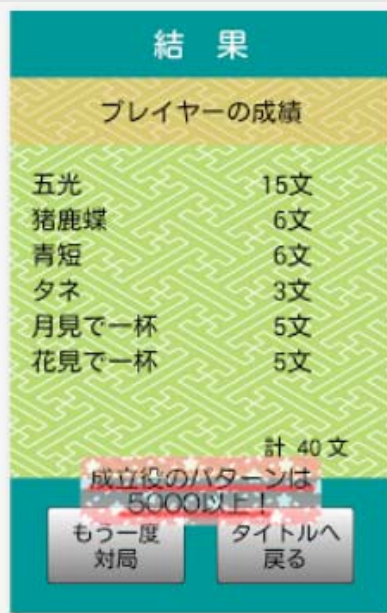 結 果
プレイヤーの成績
五光 15文
猪鹿蝶 6文
青短 6文
タネ 3文
月見で一杯 5文
花見で一杯 5文
計 40文
成立役のパターンは
5000以上！
もう一度
対局
タイトルへ
戻る